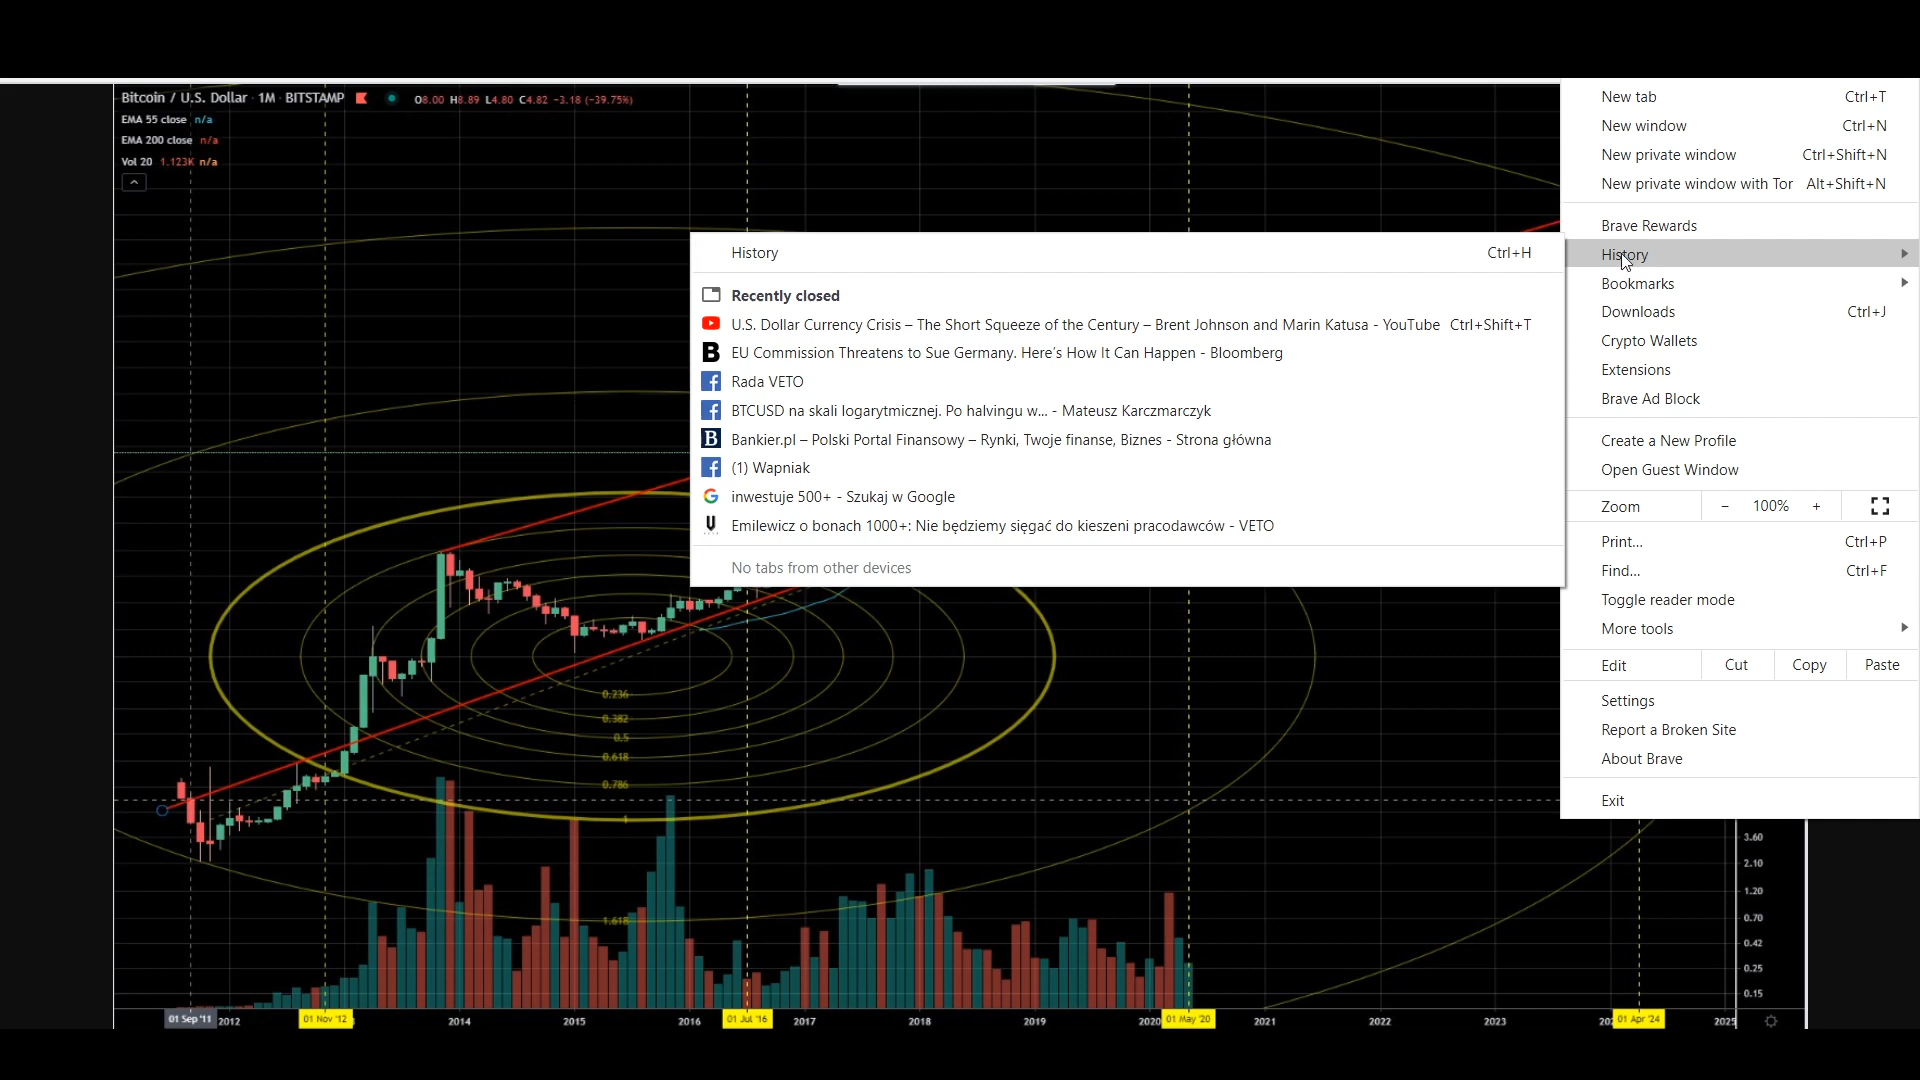 Bitcoin / U.S. Dollar · 1M · BITSTAMP O8.00 H8.89 L4.80 C4.82 −3.18 (−39.75%)
EMA 55 close n/a
EMA 200 close n/a
Vol 20 1.123K n/a
New tab Ctrl+T
New window Ctrl+N
New private window Ctrl+Shift+N
New private window with Tor Alt+Shift+N
Brave Rewards
History
Bookmarks
Downloads Ctrl+J
Crypto Wallets
Extensions
Brave Ad Block
Create a New Profile
Open Guest Window
Zoom − 100% +
Print... Ctrl+P
Find... Ctrl+F
Toggle reader mode
More tools
Edit Cut Copy Paste
Settings
Report a Broken Site
About Brave
Exit
History Ctrl+H
Recently closed
U.S. Dollar Currency Crisis – The Short Squeeze of the Century – Brent Johnson and Marin Katusa - YouTube Ctrl+Shift+T
EU Commission Threatens to Sue Germany. Here's How It Can Happen - Bloomberg
Rada VETO
BTCUSD na skali logarytmicznej. Po halvingu w... - Mateusz Karczmarczyk
Bankier.pl – Polski Portal Finansowy – Rynki, Twoje finanse, Biznes - Strona główna
(1) Wapniak
inwestuje 500+ - Szukaj w Google
Emilewicz o bonach 1000+: Nie będziemy sięgać do kieszeni pracodawców - VETO
No tabs from other devices
0.236
0.382
0.5
0.618
0.786
1
1.618
3.60
2.10
1.20
0.70
0.42
0.25
0.15
01 Sep '11 2012 01 Nov '12 2014 2015 2016 01 Jul '16 2017 2018 2019 2020 01 May '20 2021 2022 2023 01 Apr '24 2025